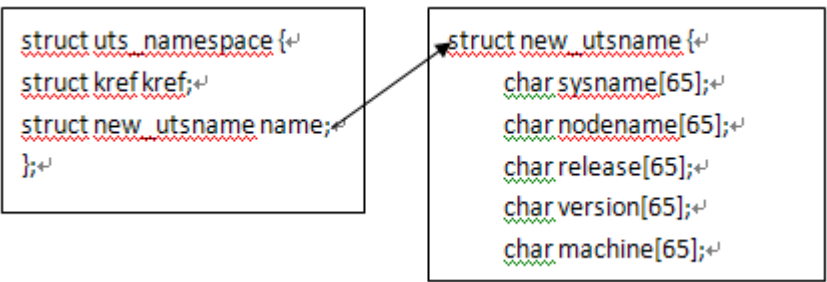 struct uts_namespace {
struct kref kref;
struct new_utsname name;
};
struct new_utsname {
char sysname[65];
char nodename[65];
char release[65];
char version[65];
char machine[65];